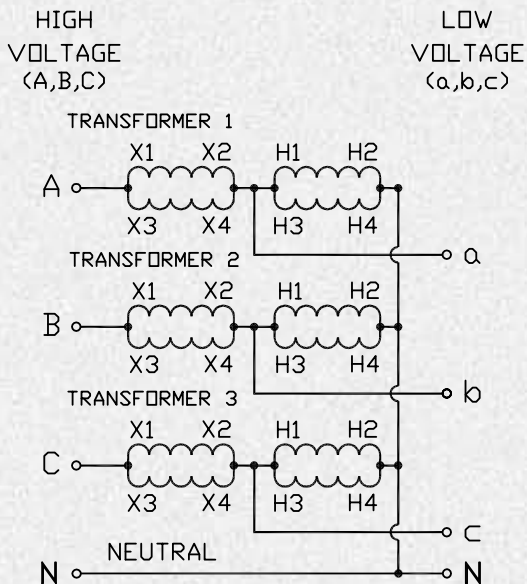 HIGH LOW
VOLTAGE VOLTAGE
(A,B,C) (a,b,c)
TRANSFORMER 1
X1 X2 H1 H2
A
X3 X4 H3 H4
a
TRANSFORMER 2
X1 X2 H1 H2
B
X3 X4 H3 H4
b
TRANSFORMER 3
X1 X2 H1 H2
C
X3 X4 H3 H4
c
NEUTRAL
N N